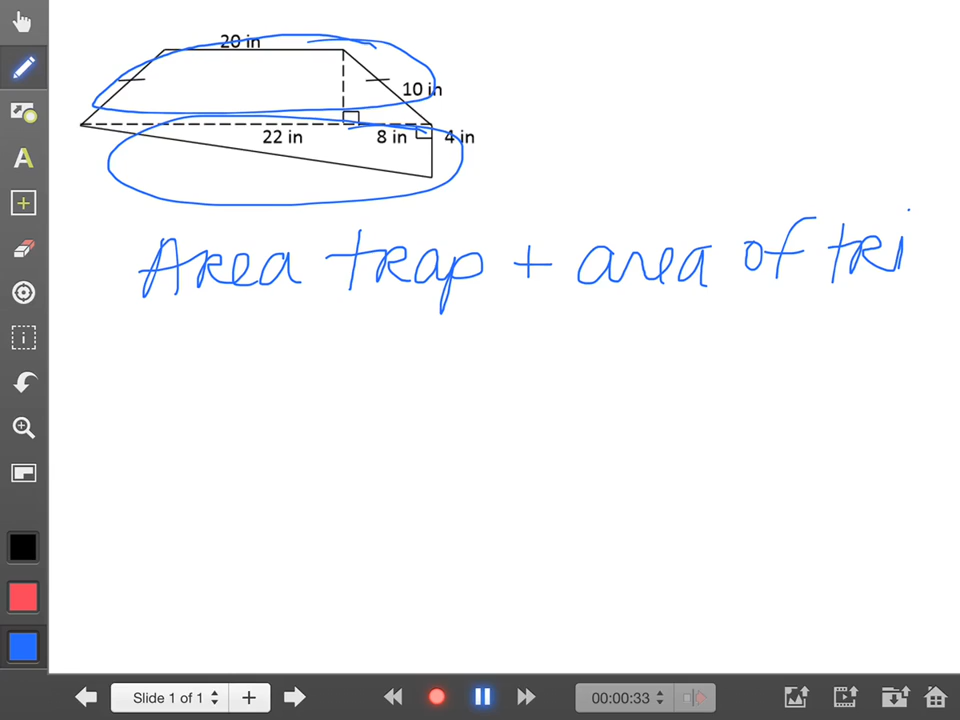 20 in
10 in
22 in
8 in
4 in
Area trap + area of tri
A
i
Slide 1 of 1
00:00:33